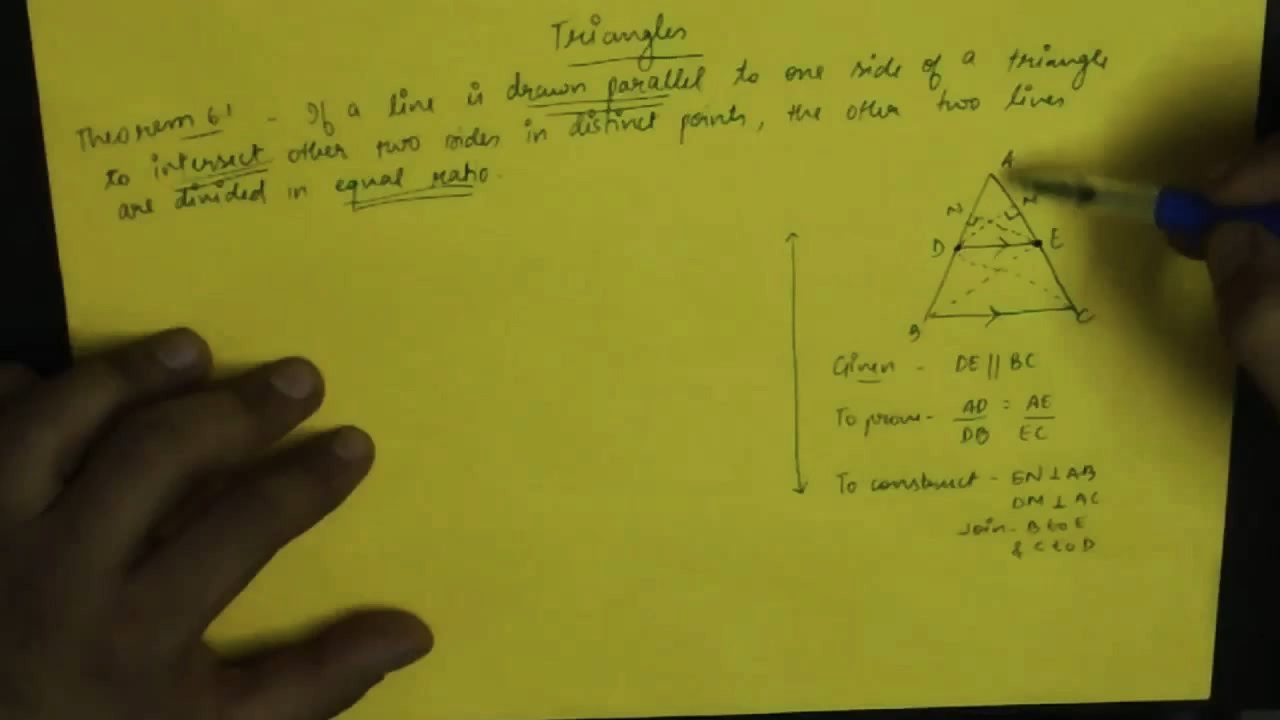 Triangles
Theorem 6.1 - If a line is drawn parallel to one side of a triangle
to intersect other two sides in distinct points, the other two lines
are divided in equal ratio.
A
N
M
D E
B C
Given - DE || BC
To prove - AD/DB = AE/EC
To construct - EN ⊥ AB
DM ⊥ AC
Join - B to E
& C to D